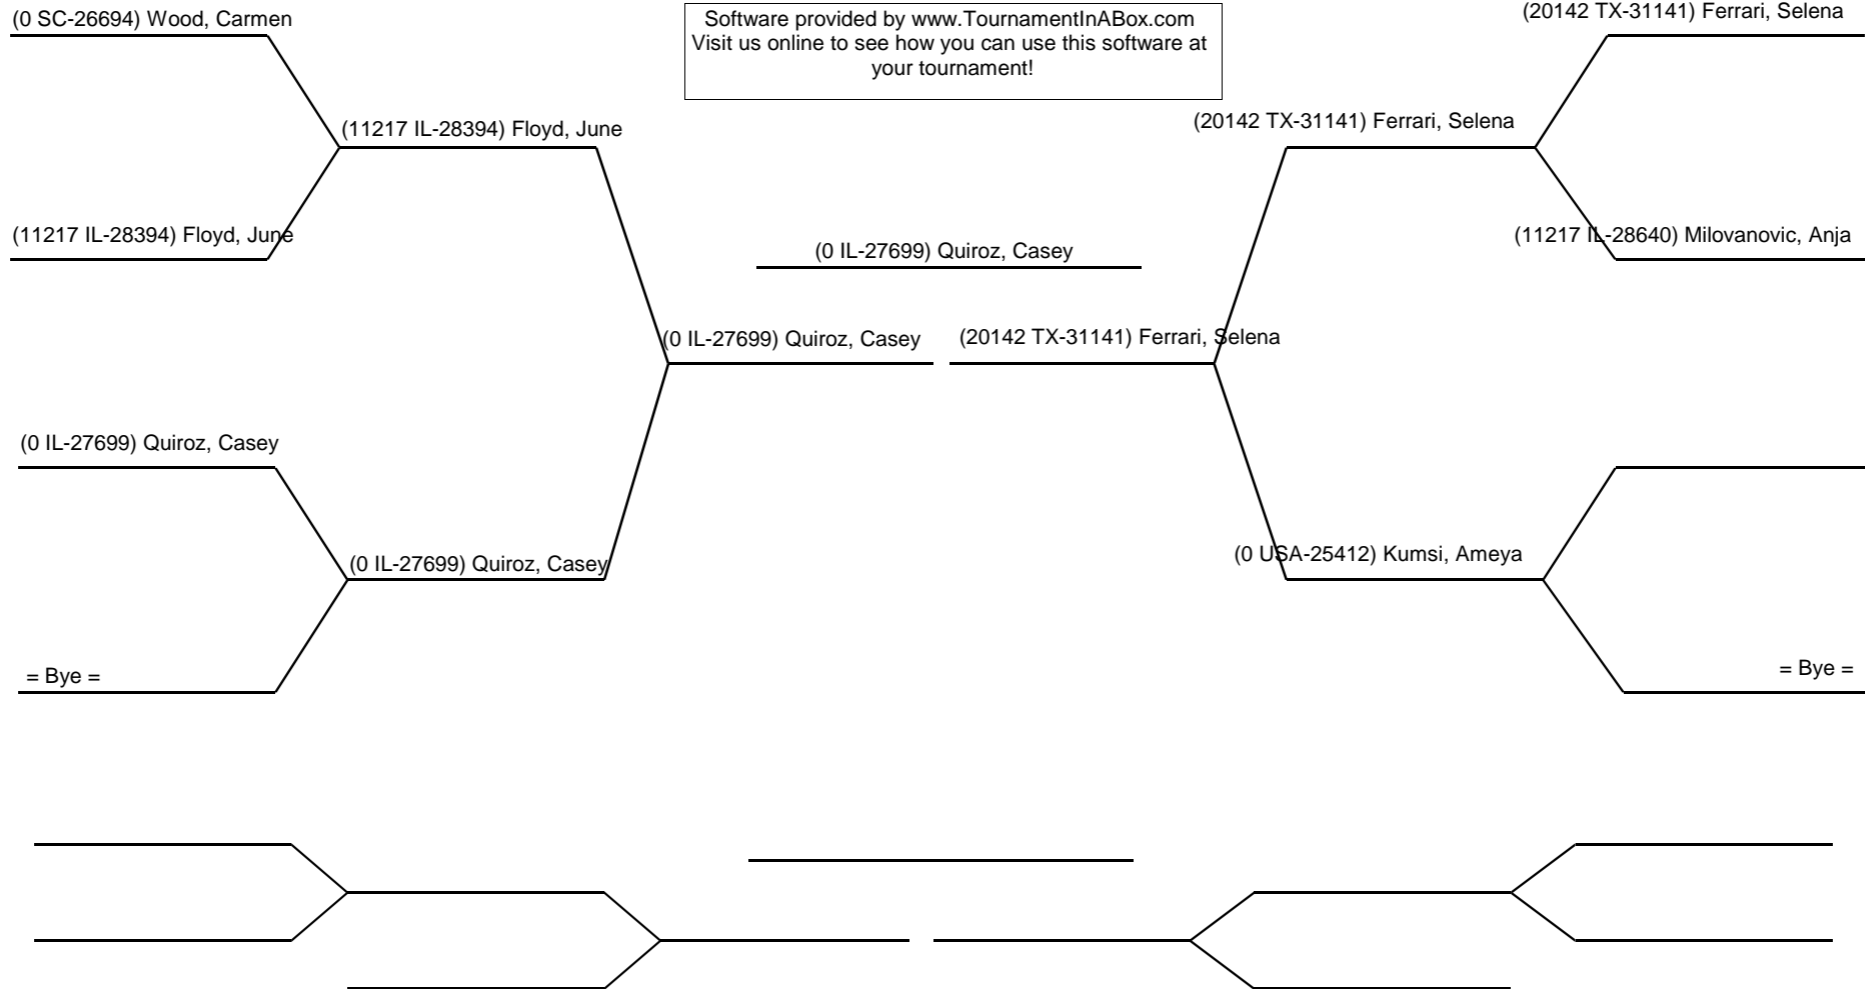 (0 SC-26694) Wood, Carmen
Software provided by www.TournamentInABox.com
Visit us online to see how you can use this software at
your tournament!
(20142 TX-31141) Ferrari, Selena
(11217 IL-28394) Floyd, June
(20142 TX-31141) Ferrari, Selena
(11217 IL-28394) Floyd, June
(0 IL-27699) Quiroz, Casey
(11217 IL-28640) Milovanovic, Anja
(0 IL-27699) Quiroz, Casey
(20142 TX-31141) Ferrari, Selena
(0 IL-27699) Quiroz, Casey
(0 IL-27699) Quiroz, Casey
(0 USA-25412) Kumsi, Ameya
= Bye =
= Bye =